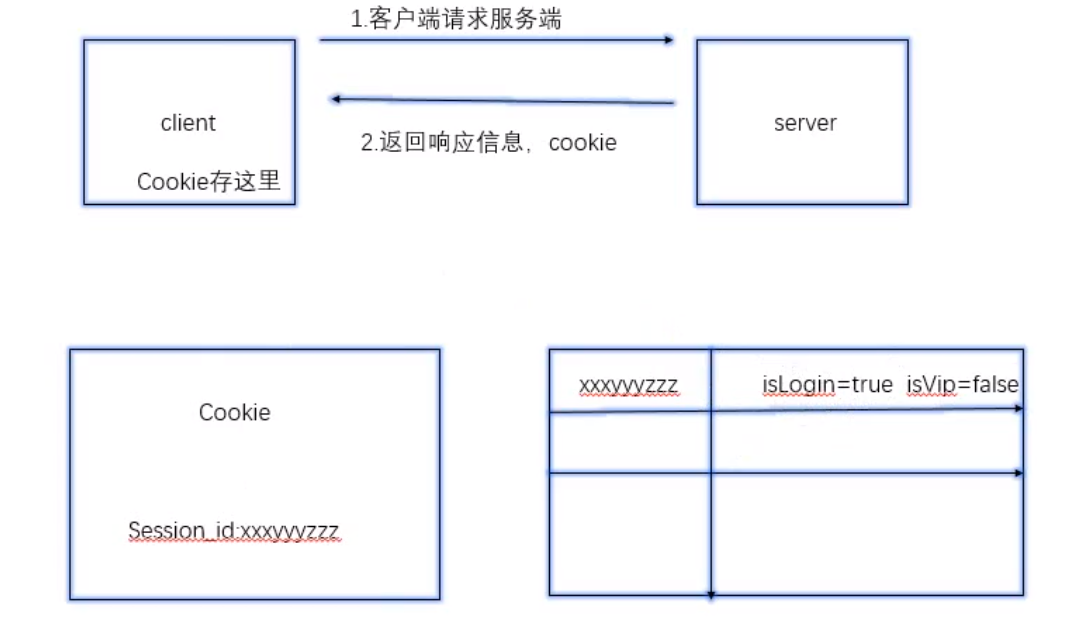 1.客户端请求服务端
client
server
2.返回响应信息，cookie
Cookie存这里
xxxyyyzzz
isLogin=true isVip=false
Cookie
Session_id:xxxyyyzzz